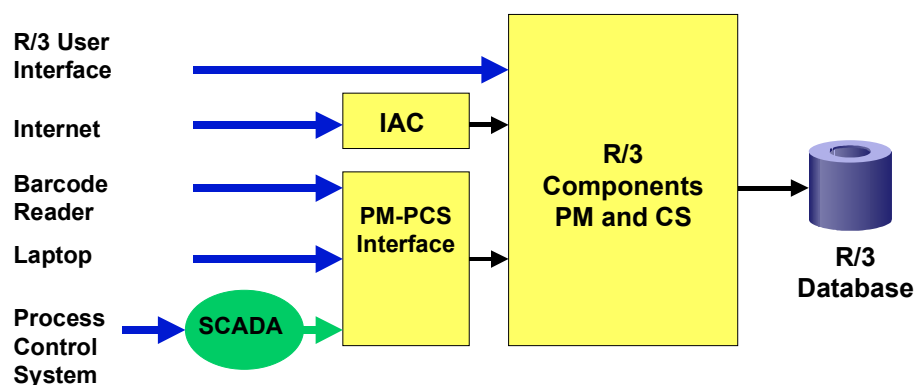 R/3 User
Interface
Internet
IAC
Barcode
Reader
PM-PCS
Interface
Laptop
Process
Control
System
SCADA
R/3
Components
PM and CS
R/3
Database